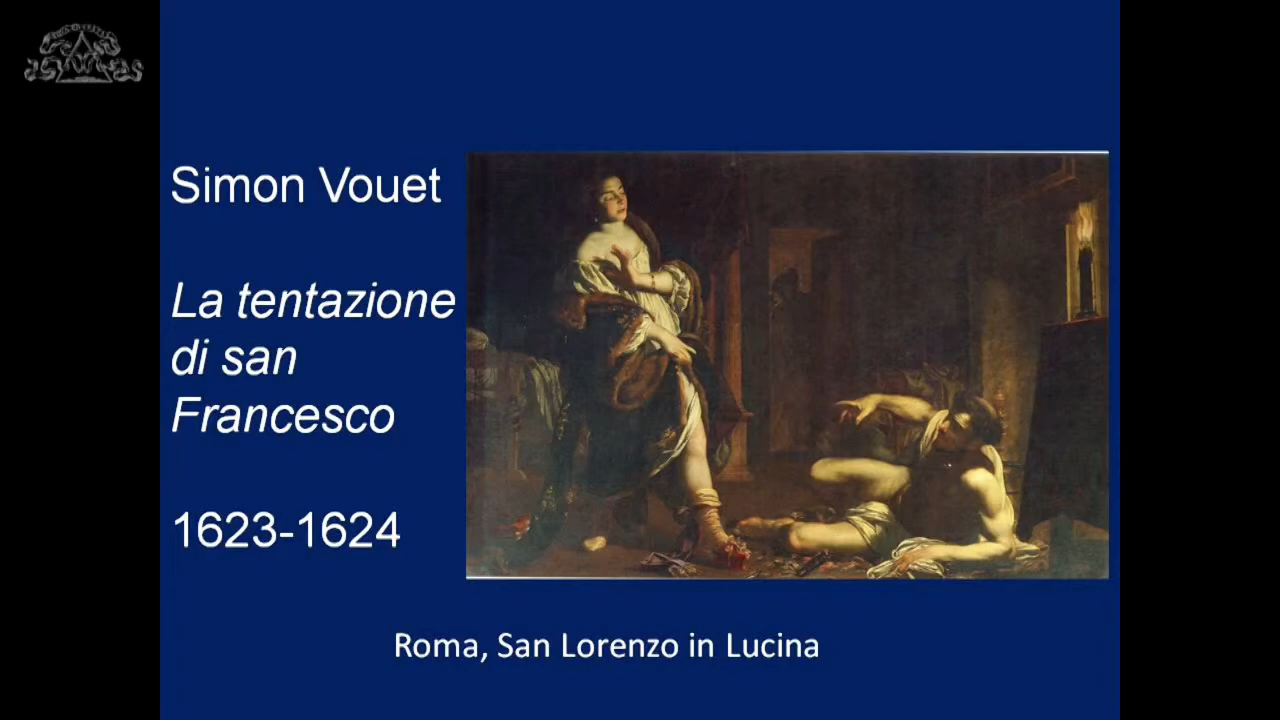 Simon Vouet
La tentazione
di san
Francesco
1623-1624
Roma, San Lorenzo in Lucina